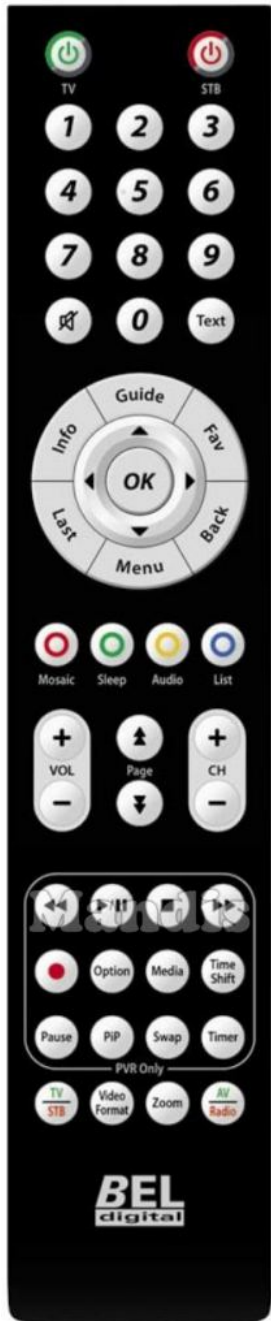 TV STB
1 2 3
4 5 6
7 8 9
0 Text
Guide
Info Fav
OK
Last Back
Menu
Mosaic Sleep Audio List
+ +
VOL Page CH
- -
Mandis
Option Media Time
Shift
Pause PiP Swap Timer
PVR Only
TV Video Zoom AV
STB Format Radio
BEL
digital